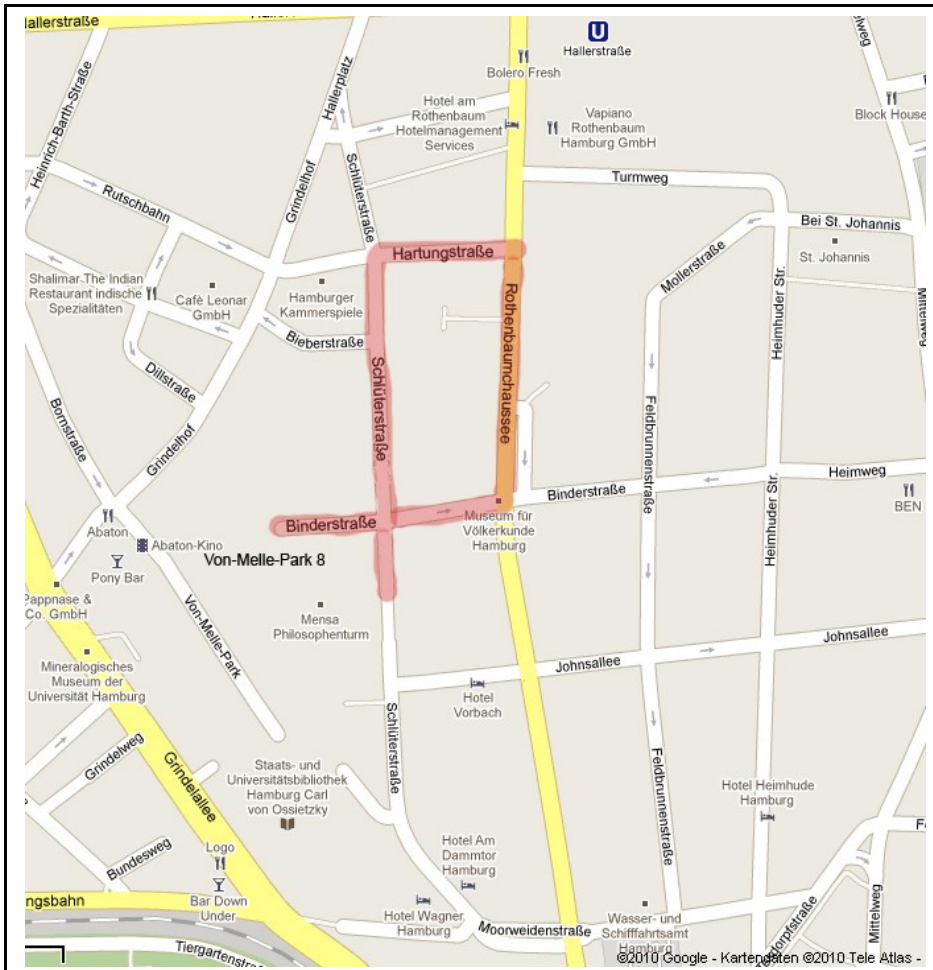 Hallerstraße
U
Hallerstraße
Bolero Fresh
Hotel am
Rothenbaum
Hotelmanagement
Services
Vapiano
Rothenbaum
Hamburg GmbH
Block House
Heinrich-Barth-Straße
Hallerplatz
Grindelhof
Schlüterstraße
Rutschbahn
Turmweg
Bei St. Johannis
St. Johannis
Mollerstraße
Heimhuder Str.
Mittelweg
Hartungstraße
Shalimar The Indian
Restaurant indische
Spezialitäten
Cafè Leonar
GmbH
Hamburger
Kammerspiele
Bieberstraße
Rothenbaumchaussee
Schlüterstraße
Dillstraße
Bornstraße
Grindelhof
Feldbrunnenstraße
Heimweg
Binderstraße
BEN
Heimhuder Str.
Museum für
Völkerkunde
Hamburg
Binderstraße
Abaton
Abaton-Kino
Von-Melle-Park 8
Pony Bar
Pappnase &
Co. GmbH
Mensa
Philosophenturm
Von-Melle-Park
Mineralogisches
Museum der
Universität Hamburg
Johnsallee
Johnsallee
Hotel
Vorbach
Schlüterstraße
Grindelweg
Grindelallee
Staats- und
Universitätsbibliothek
Hamburg Carl
von Ossietzky
Feldbrunnenstraße
Hotel Heimhude
Hamburg
Bundesweg
Logo
Hotel Am
Dammtor
Hamburg
Bar Down
Under
ngsbahn
Hotel Wagner
Hamburg
Moorweidenstraße
Wasser- und
Schifffahrtsamt
Hamburg
Mittelweg
Tiergartenstraß
©2010 Google - Kartendaten ©2010 Tele Atlas -